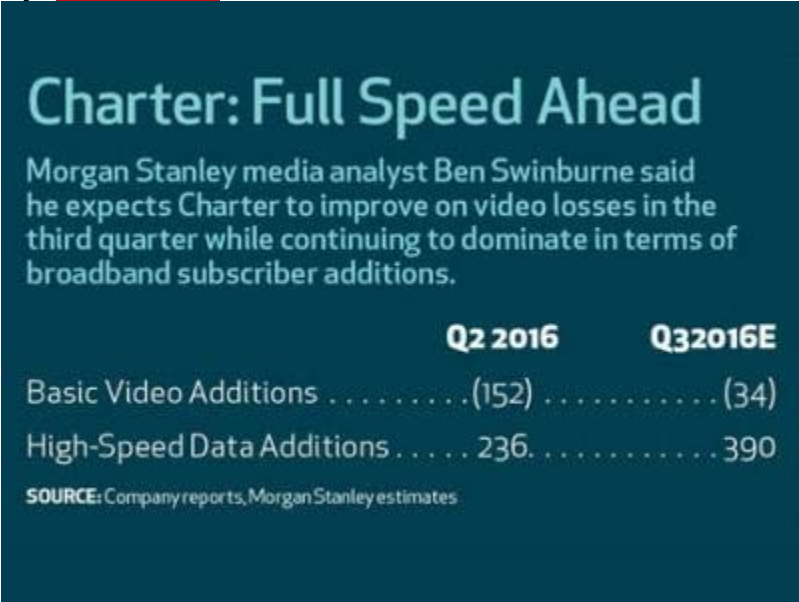 Charter: Full Speed Ahead
Morgan Stanley media analyst Ben Swinburne said
he expects Charter to improve on video losses in the
third quarter while continuing to dominate in terms of
broadband subscriber additions.
Q2 2016 Q32016E
Basic Video Additions . . . . . . . . . (152) . . . . . . . . . . . (34)
High-Speed Data Additions . . . . . 236. . . . . . . . . . . . 390
SOURCE: Company reports, Morgan Stanley estimates